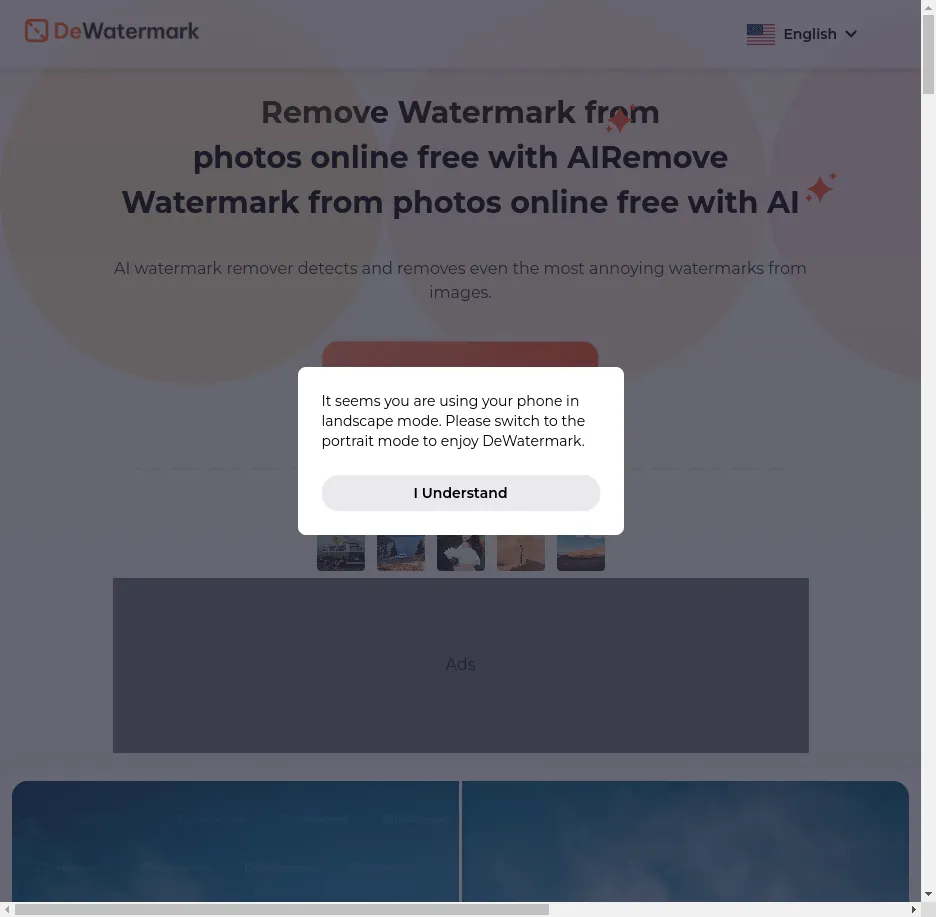 DeWatermark
English
Remove Watermark from
photos online free with AIRemove
Watermark from photos online free with AI
AI watermark remover detects and removes even the most annoying watermarks from
images.
It seems you are using your phone in
landscape mode. Please switch to the
portrait mode to enjoy DeWatermark.
I Understand
Ads